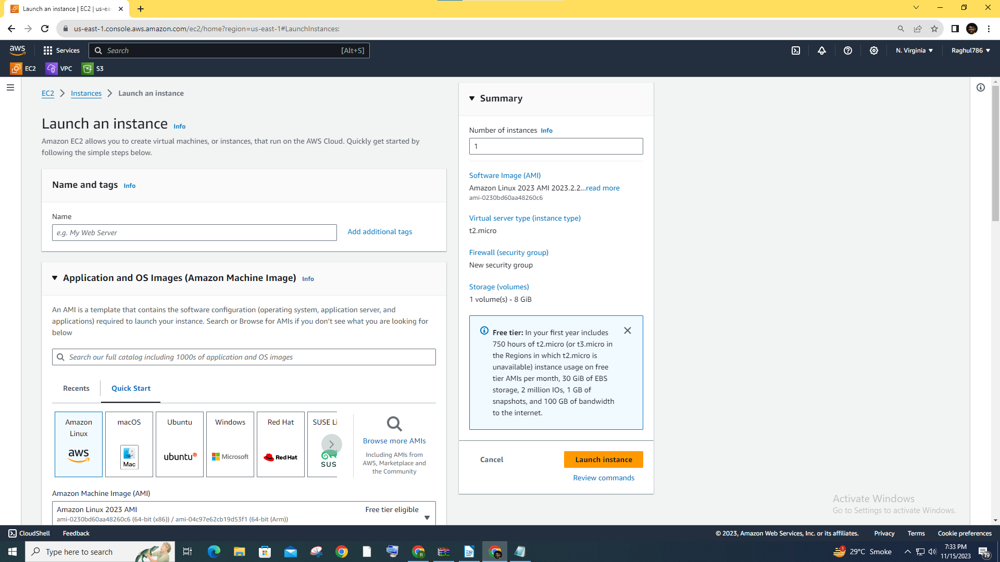 Launch an instance | EC2 | us-ea
us-east-1.console.aws.amazon.com/ec2/home?region=us-east-1#LaunchInstances:
aws
Services
Search
[Alt+S]
N. Virginia
Raghul786
EC2
VPC
S3
EC2
Instances
Launch an instance
Launch an instance Info
Amazon EC2 allows you to create virtual machines, or instances, that run on the AWS Cloud. Quickly get started by
following the simple steps below.
Name and tags Info
Name
e.g. My Web Server
Add additional tags
Application and OS Images (Amazon Machine Image) Info
An AMI is a template that contains the software configuration (operating system, application server, and
applications) required to launch your instance. Search or Browse for AMIs if you don't see what you are looking for
below
Search our full catalog including 1000s of application and OS images
Recents
Quick Start
Amazon
Linux
aws
macOS
Mac
Ubuntu
ubuntu
Windows
Microsoft
Red Hat
Red Hat
SUSE Li
SUS
Browse more AMIs
Including AMIs from
AWS, Marketplace and
the Community
Amazon Machine Image (AMI)
Amazon Linux 2023 AMI
Free tier eligible
ami-0230bd60aa48260c6 (64-bit (x86)) / ami-04c97e62cb19d53f1 (64-bit (Arm))
Summary
Number of instances Info
1
Software Image (AMI)
Amazon Linux 2023 AMI 2023.2.2...read more
ami-0230bd60aa48260c6
Virtual server type (instance type)
t2.micro
Firewall (security group)
New security group
Storage (volumes)
1 volume(s) - 8 GiB
Free tier: In your first year includes
750 hours of t2.micro (or t3.micro in
the Regions in which t2.micro is
unavailable) instance usage on free
tier AMIs per month, 30 GiB of EBS
storage, 2 million IOs, 1 GB of
snapshots, and 100 GB of bandwidth
to the internet.
Cancel
Launch instance
Review commands
Activate Windows
Go to Settings to activate Windows.
CloudShell
Feedback
© 2023, Amazon Web Services, Inc. or its affiliates.
Privacy
Terms
Cookie preferences
Type here to search
R
1
29°C Smoke
7:33 PM
11/15/2023
19